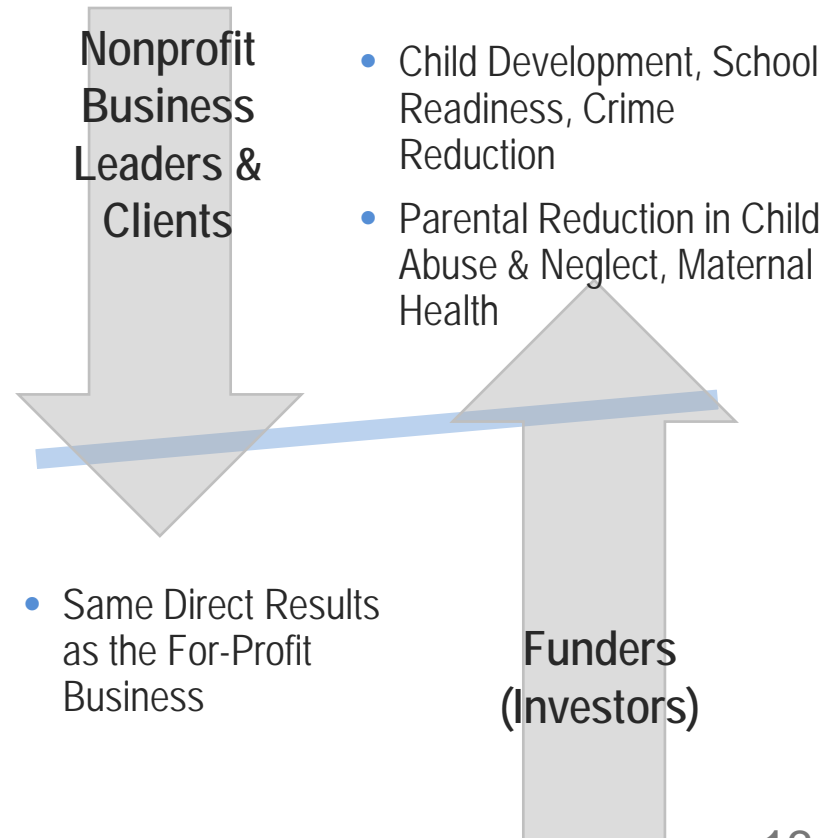 Nonprofit
Business
Leaders &
Clients
• Child Development, School
Readiness, Crime
Reduction
• Parental Reduction in Child
Abuse & Neglect, Maternal
Health
• Same Direct Results
as the For-Profit
Business
Funders
(Investors)